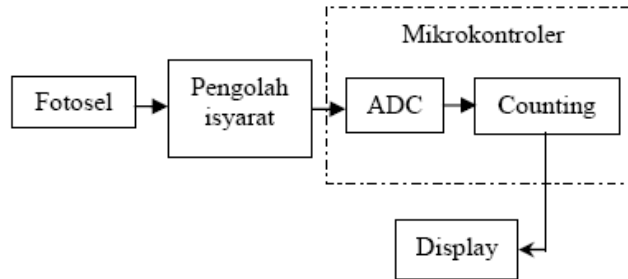 Mikrokontroler
Fotosel
Pengolah
isyarat
ADC
Counting
Display